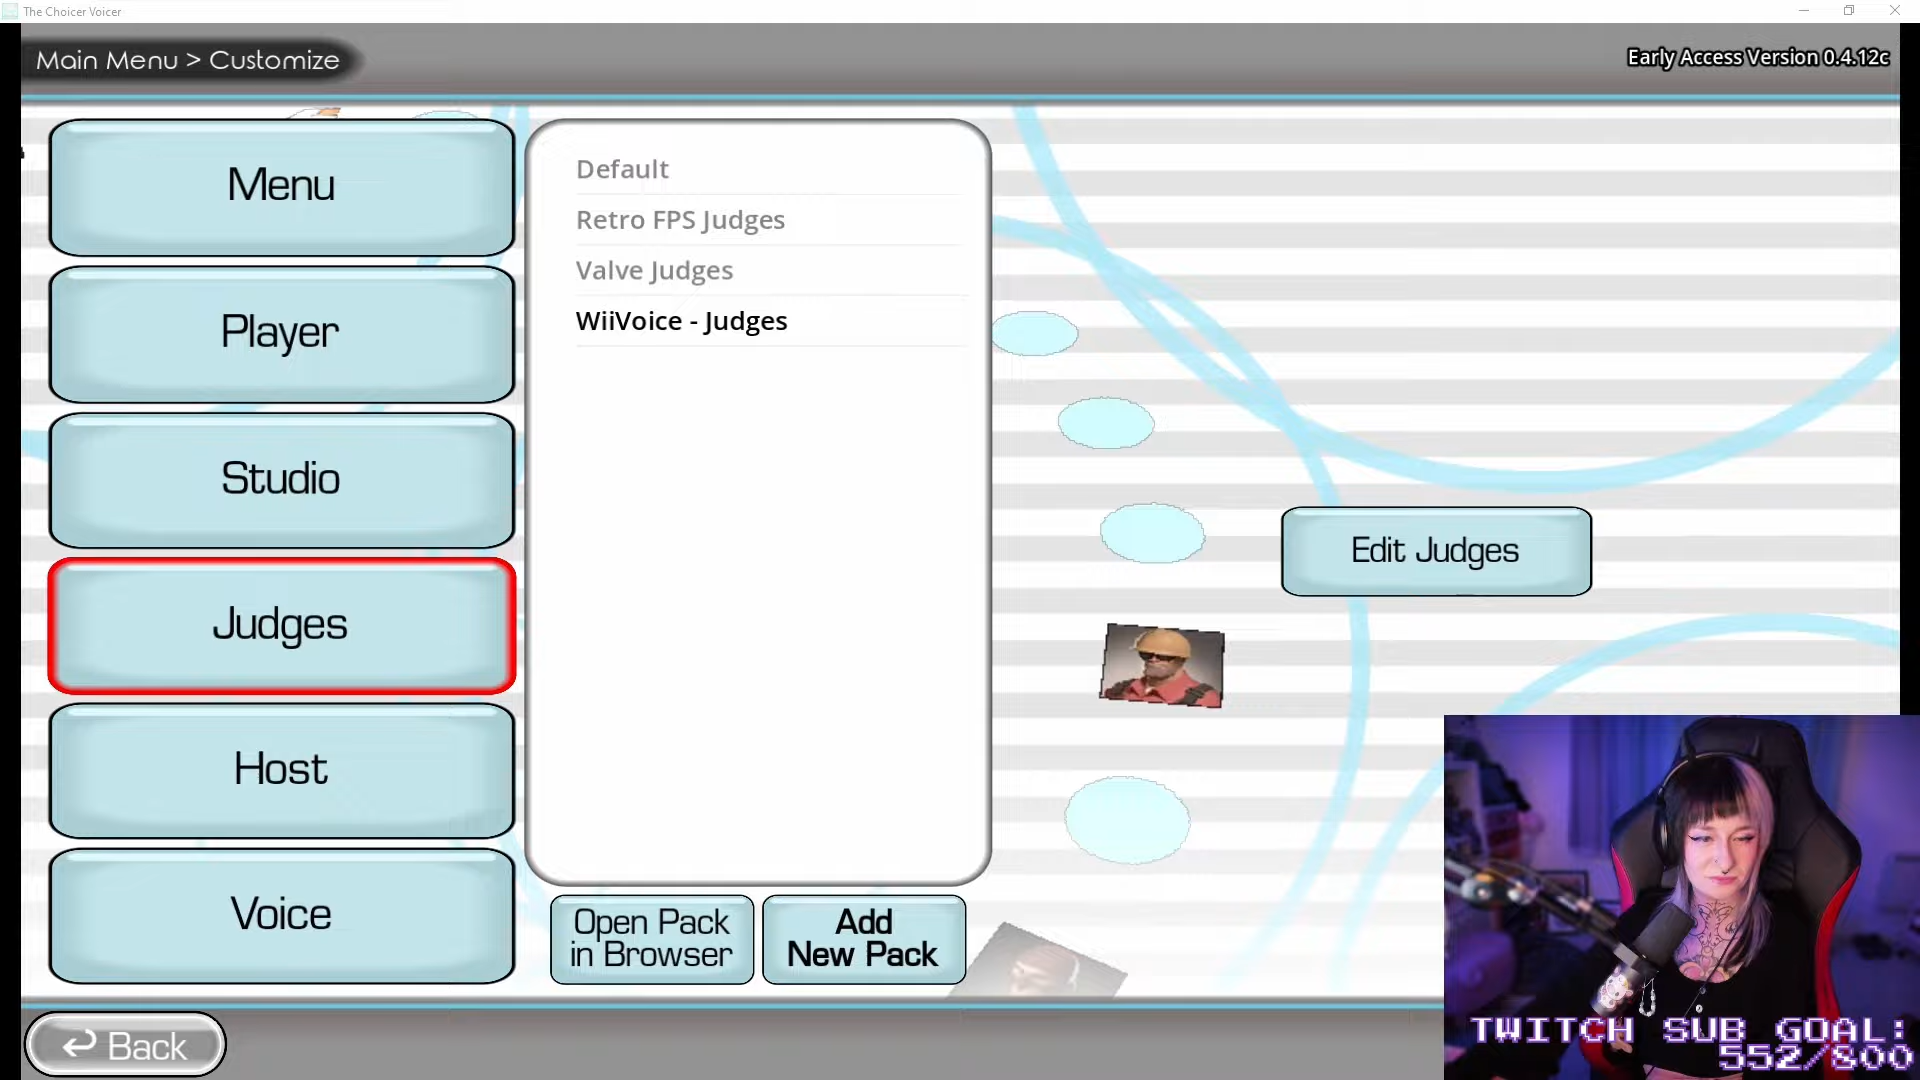 The Choicer Voicer
Main Menu > Customize
Early Access Version 0.4.12c
Menu
Player
Studio
Judges
Host
Voice
Default
Retro FPS Judges
Valve Judges
WiiVoice - Judges
Edit Judges
Open Pack
in Browser
Add
New Pack
Back
TWITCH SUB GOAL:
552/800